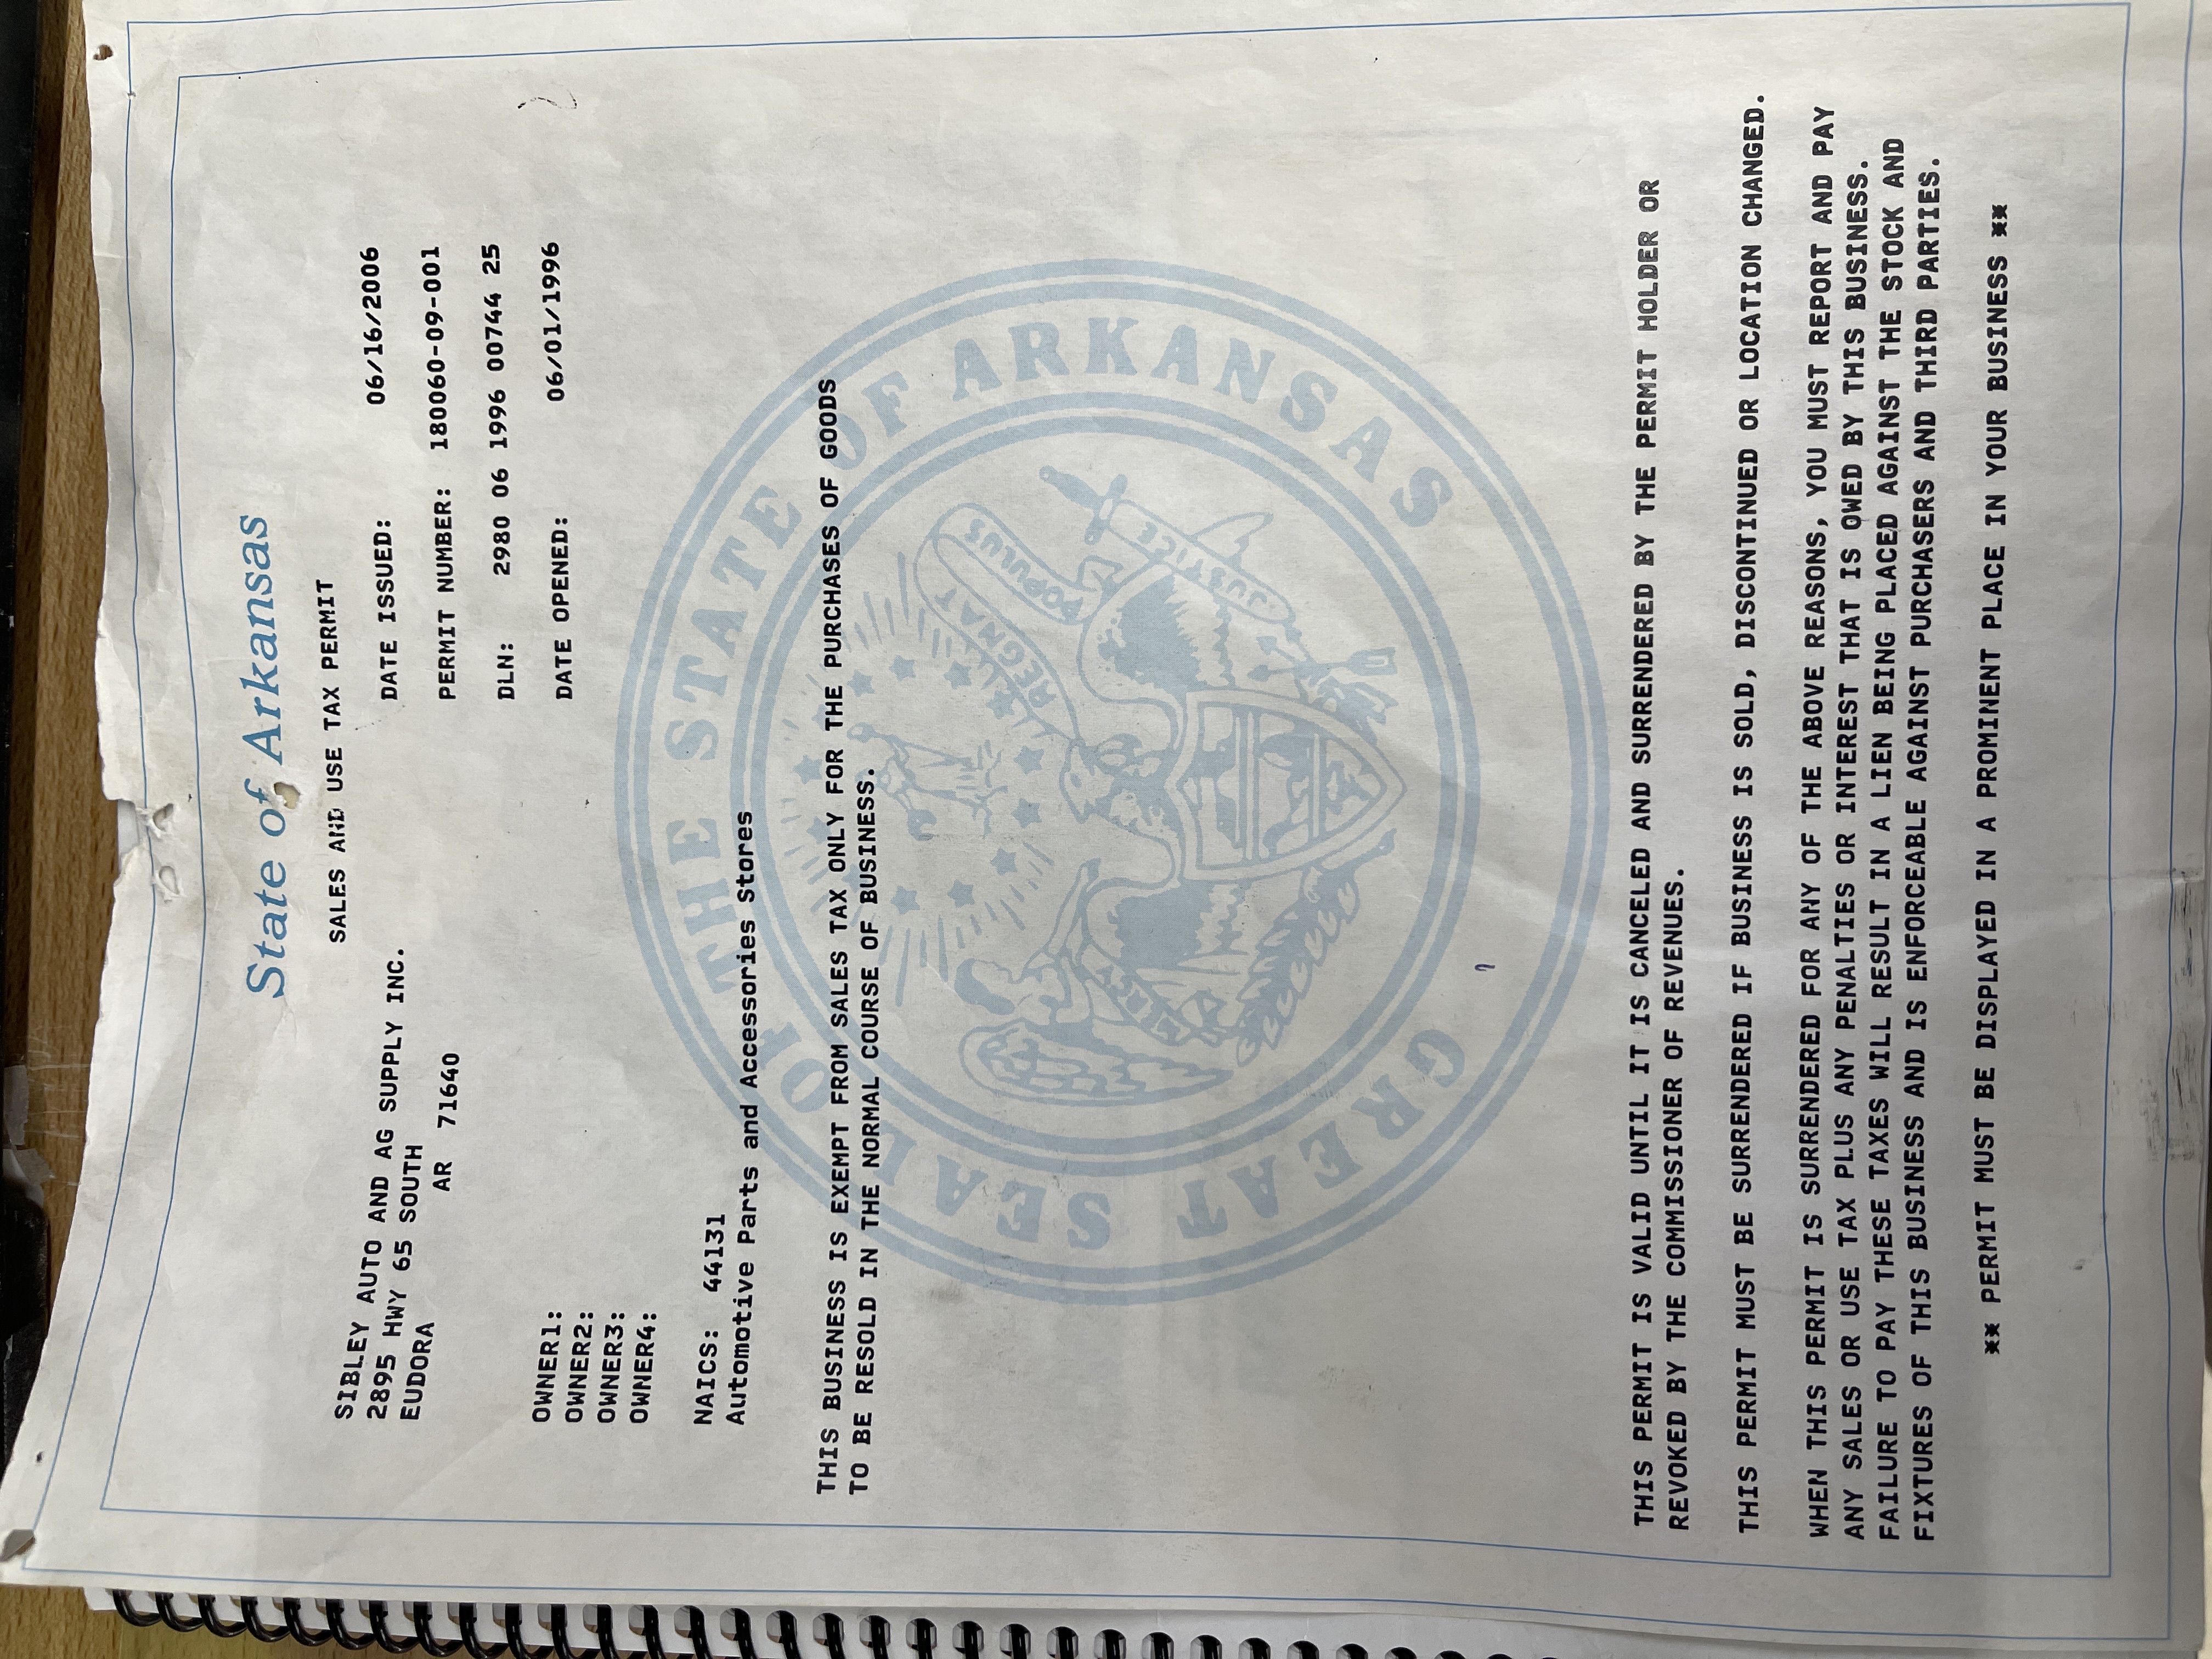 State of Arkansas
SALES AND USE TAX PERMIT
SIBLEY AUTO AND AG SUPPLY INC.
2895 HWY 65 SOUTH
EUDORA
AR 71640
DATE ISSUED: 06/16/2006
PERMIT NUMBER: 180060-09-001
DLN: 2980 06 1996 00744 25
DATE OPENED: 06/01/1996
OWNER1:
OWNER2:
OWNER3:
OWNER4:
NAICS: 44131
Automotive Parts and Accessories Stores
THIS BUSINESS IS EXEMPT FROM SALES TAX ONLY FOR THE PURCHASES OF GOODS
TO BE RESOLD IN THE NORMAL COURSE OF BUSINESS.
GREAT SEAL OF THE STATE OF ARKANSAS
REGNAT
POPULUS
JUSTICE
THIS PERMIT IS VALID UNTIL IT IS CANCELED AND SURRENDERED BY THE PERMIT HOLDER OR
REVOKED BY THE COMMISSIONER OF REVENUES.
THIS PERMIT MUST BE SURRENDERED IF BUSINESS IS SOLD, DISCONTINUED OR LOCATION CHANGED.
WHEN THIS PERMIT IS SURRENDERED FOR ANY OF THE ABOVE REASONS, YOU MUST REPORT AND PAY
ANY SALES OR USE TAX PLUS ANY PENALTIES OR INTEREST THAT IS OWED BY THIS BUSINESS.
FAILURE TO PAY THESE TAXES WILL RESULT IN A LIEN BEING PLACED AGAINST THE STOCK AND
FIXTURES OF THIS BUSINESS AND IS ENFORCEABLE AGAINST PURCHASERS AND THIRD PARTIES.
** PERMIT MUST BE DISPLAYED IN A PROMINENT PLACE IN YOUR BUSINESS **